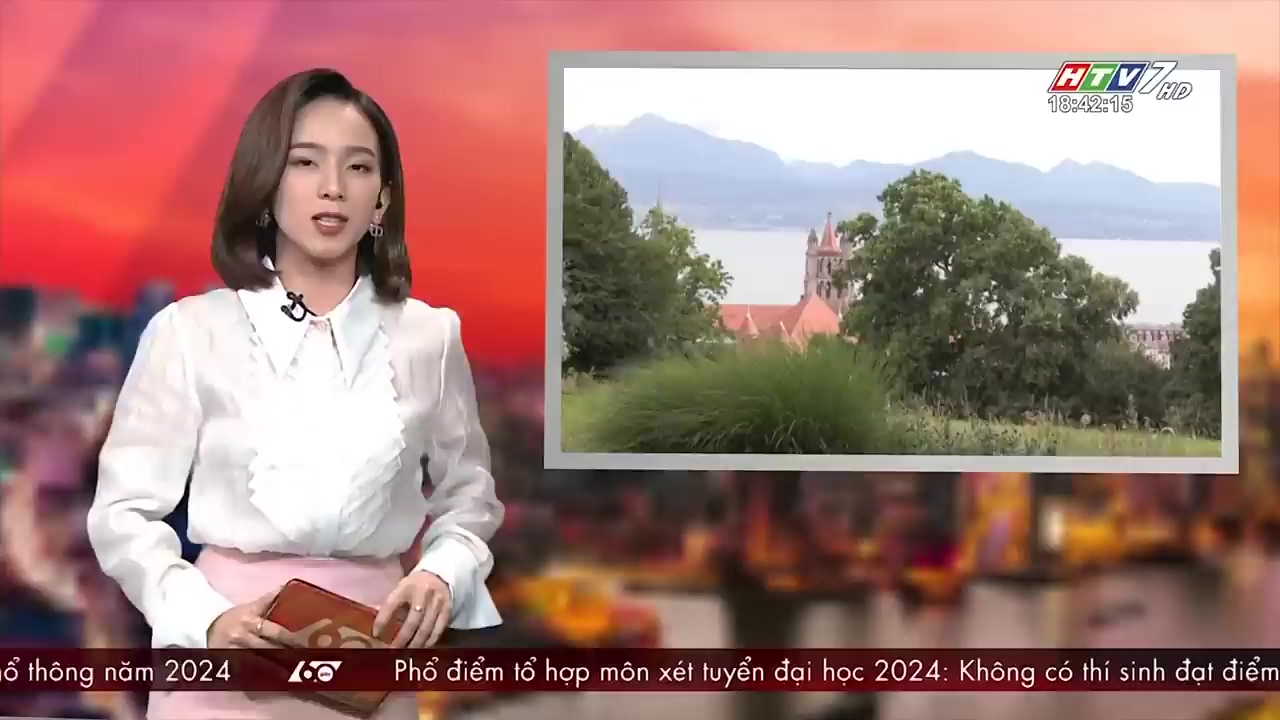 HTV7 HD
18:42:15
ổ thông năm 2024 60 Phổ điểm tổ hợp môn xét tuyển đại học 2024: Không có thí sinh đạt điểm